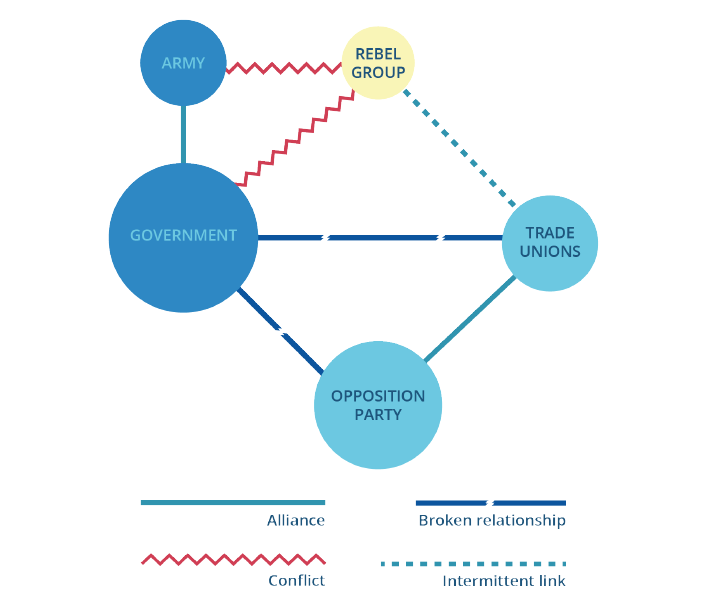 ARMY
REBEL
GROUP
GOVERNMENT
TRADE
UNIONS
OPPOSITION
PARTY
Alliance
Broken relationship
Conflict
Intermittent link